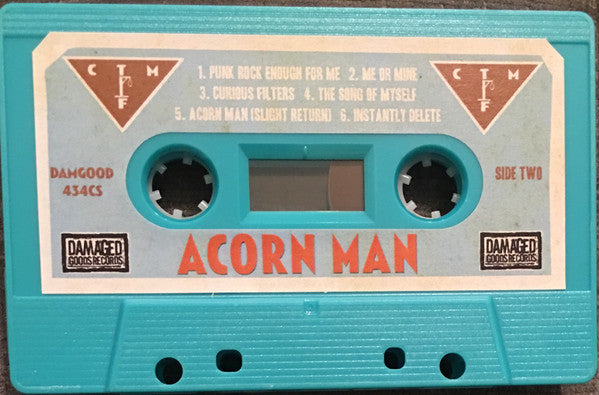 C T M
F
C T M
F
1. PUNK ROCK ENOUGH FOR ME 2. ME OR MINE
3. CURIOUS FILTERS 4. THE SONG OF MYSELF
5. ACORN MAN (SLIGHT RETURN) 6. INSTANTLY DELETE
DAMGOOD
434CS
SIDE TWO
DAMAGED
GOODS RECORDS
ACORN MAN
DAMAGED
GOODS RECORDS